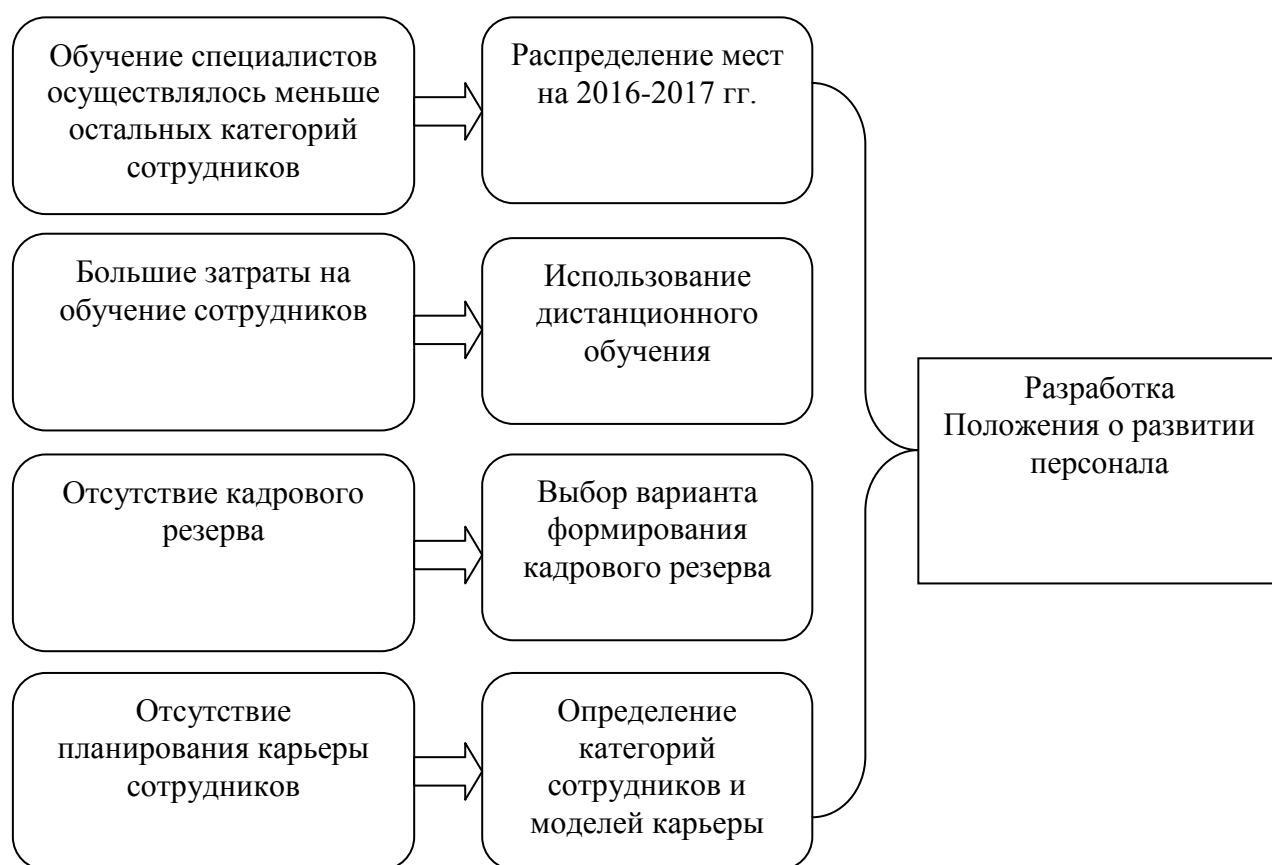 Обучение специалистов
осуществлялось меньше
остальных категорий
сотрудников
Распределение мест
на 2016-2017 гг.
Большие затраты на
обучение сотрудников
Использование
дистанционного
обучения
Отсутствие кадрового
резерва
Выбор варианта
формирования
кадрового резерва
Отсутствие
планирования карьеры
сотрудников
Определение
категорий
сотрудников и
моделей карьеры
Разработка
Положения о развитии
персонала